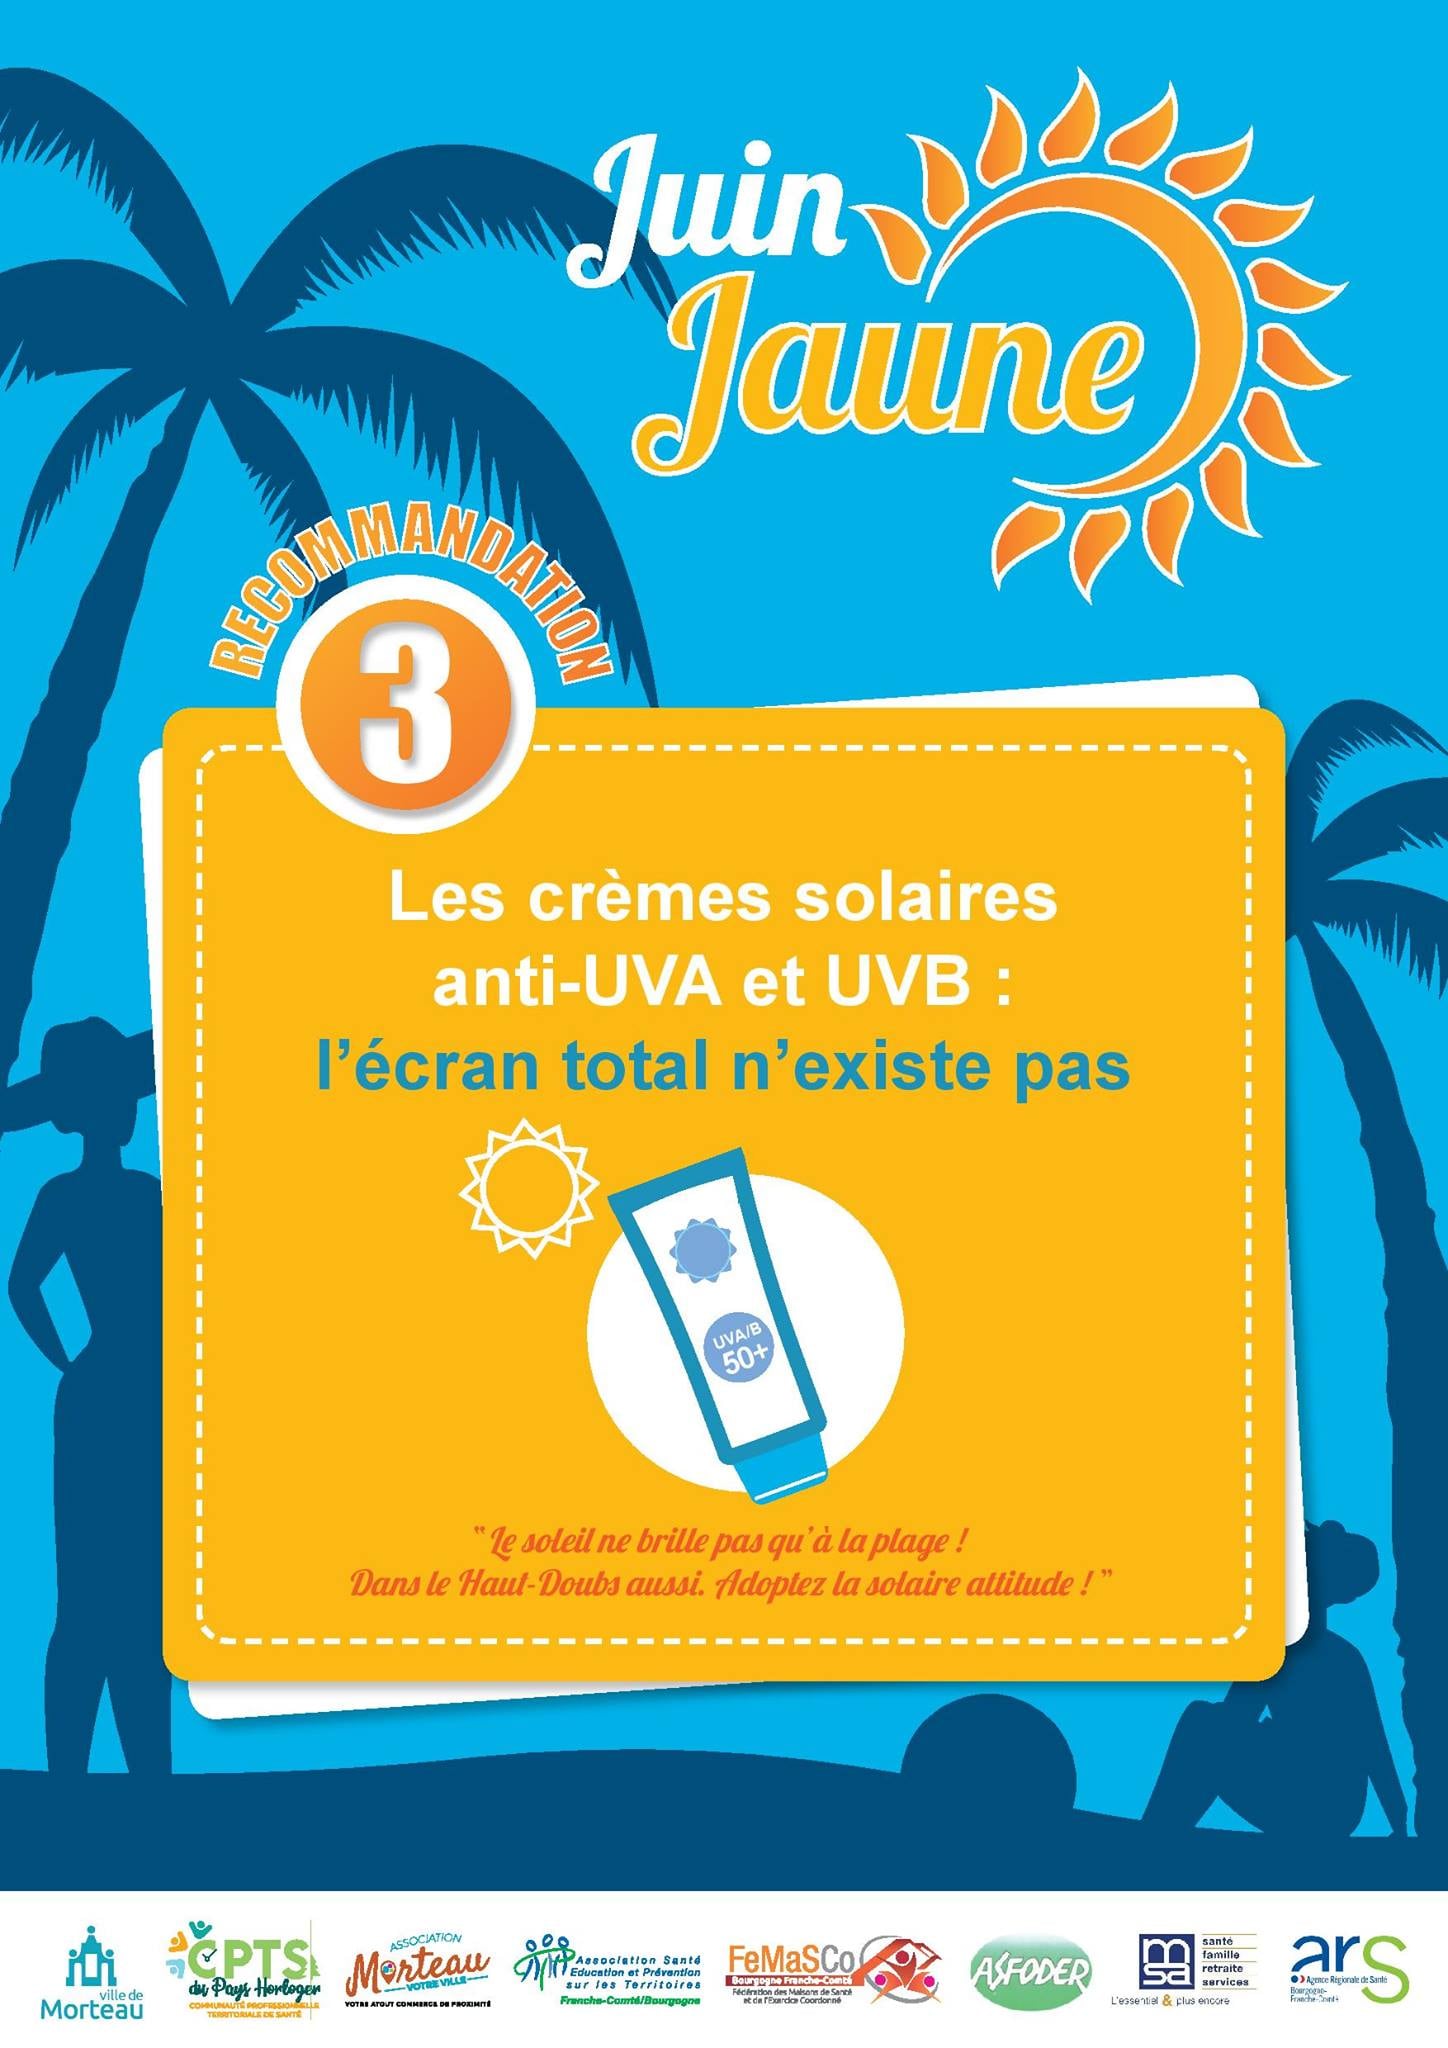 Juin
Jaune
RECOMMANDATION
3
Les crèmes solaires
anti-UVA et UVB :
l'écran total n'existe pas
UVA/B
50+
" Le soleil ne brille pas qu'à la plage !
Dans le Haut-Doubs aussi. Adoptez la solaire attitude ! "
ville de
Morteau
CPTS
du Pays Horloger
COMMUNAUTÉ PROFESSIONNELLE
TERRITORIALE DE SANTÉ
ASSOCIATION
Morteau
VOTRE VILLE
VOTRE ATOUT COMMERCE DE PROXIMITÉ
Association Santé
Education et Prévention
sur les Territoires
Franche-Comté/Bourgogne
FeMaSCo
Bourgogne Franche-Comté
Fédération des Maisons de Santé
et de l'Exercice Coordonné
ASFODER
msa
santé
famille
retraite
services
L'essentiel & plus encore
ars
Agence Régionale de Santé
Bourgogne-
Franche-Comté